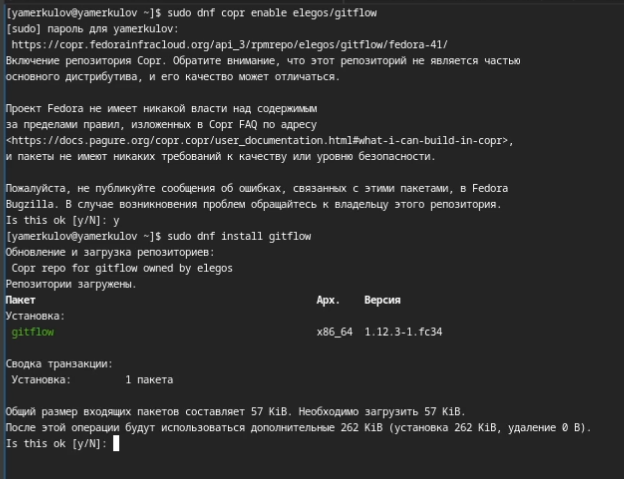 [yamerkulov@yamerkulov ~]$ sudo dnf copr enable elegos/gitflow
[sudo] пароль для yamerkulov:
https://copr.fedorainfracloud.org/api_3/rpmrepo/elegos/gitflow/fedora-41/
Включение репозитория Copr. Обратите внимание, что этот репозиторий не является частью
основного дистрибутива, и его качество может отличаться.
Проект Fedora не имеет никакой власти над содержимым
за пределами правил, изложенных в Copr FAQ по адресу
<https://docs.pagure.org/copr.copr/user_documentation.html#what-i-can-build-in-copr>,
и пакеты не имеют никаких требований к качеству или уровню безопасности.
Пожалуйста, не публикуйте сообщения об ошибках, связанных с этими пакетами, в Fedora
Bugzilla. В случае возникновения проблем обращайтесь к владельцу этого репозитория.
Is this ok [y/N]: y
[yamerkulov@yamerkulov ~]$ sudo dnf install gitflow
Обновление и загрузка репозиториев:
Copr repo for gitflow owned by elegos
Репозитории загружены.
Пакет Арх. Версия
Установка:
gitflow x86_64 1.12.3-1.fc34
Сводка транзакции:
Установка: 1 пакета
Общий размер входящих пакетов составляет 57 KiB. Необходимо загрузить 57 KiB.
После этой операции будут использоваться дополнительные 262 KiB (установка 262 KiB, удаление 0 B).
Is this ok [y/N]: